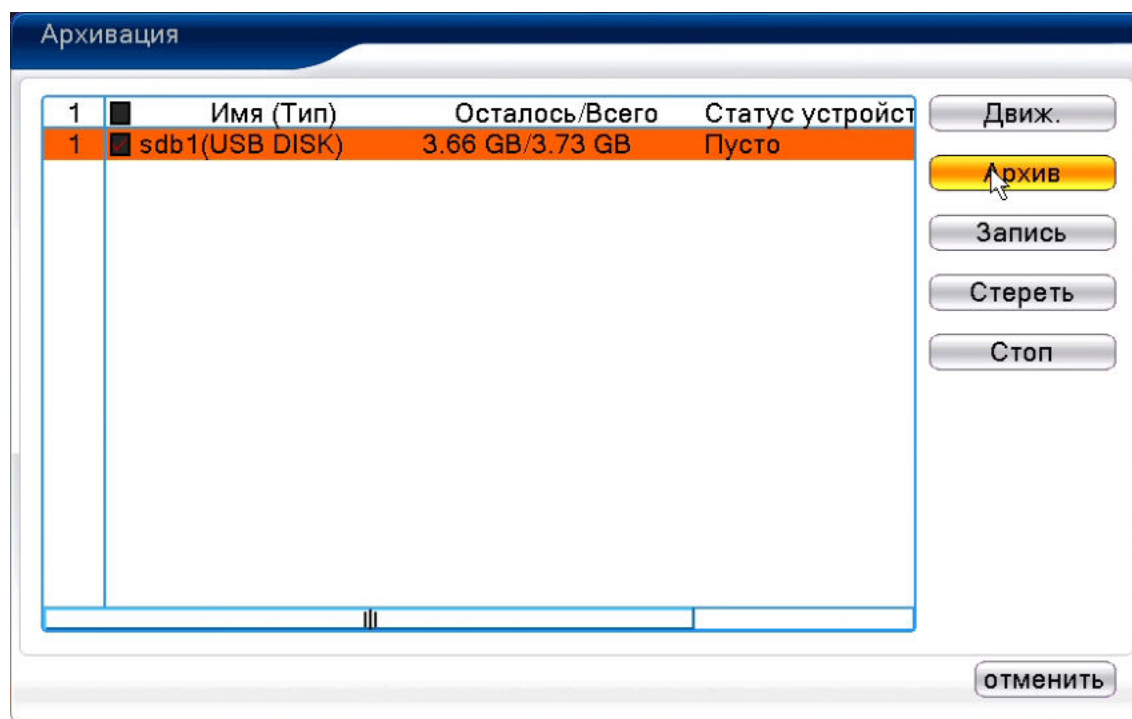 Архивация
1 Имя (Тип) Осталось/Всего Статус устройст
1 sdb1(USB DISK) 3.66 GB/3.73 GB Пусто
Движ.
Архив
Запись
Стереть
Стоп
отменить